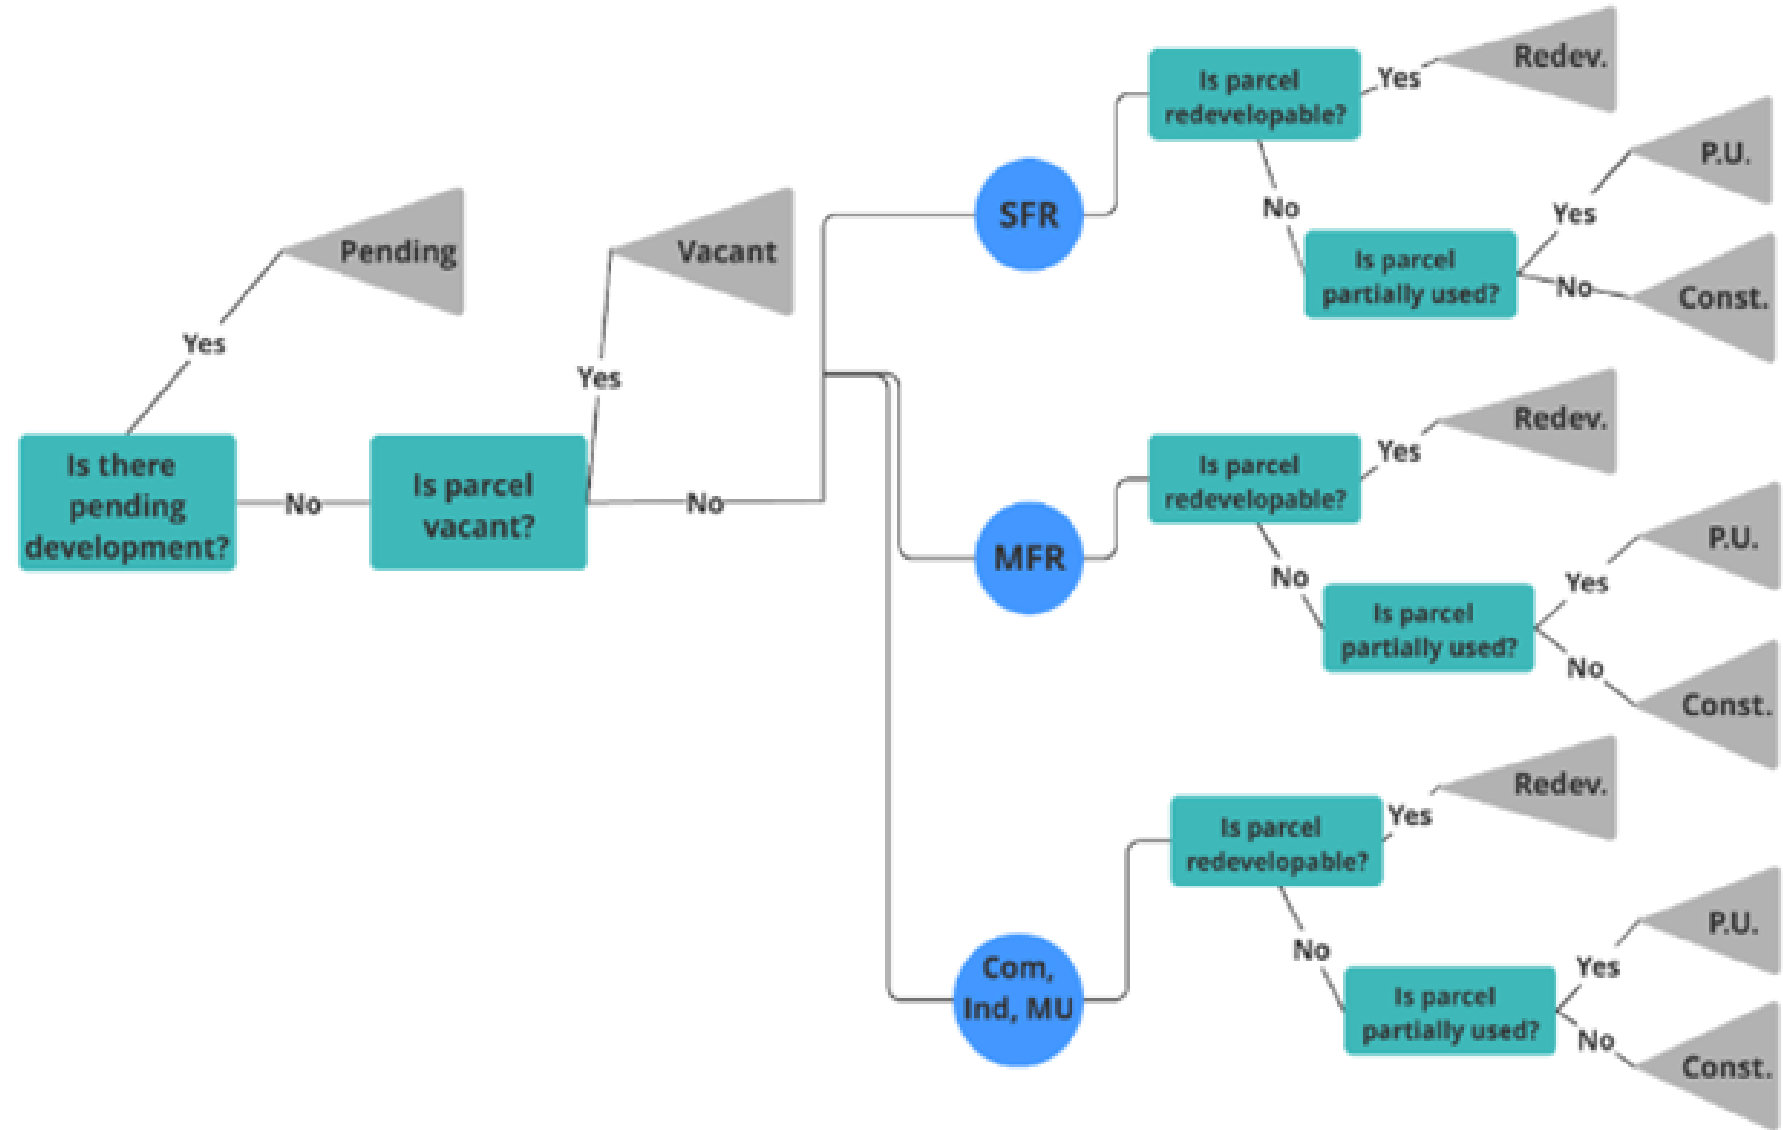 Is there
pending
development?
Yes
Pending
No
Is parcel
vacant?
Yes
Vacant
No
SFR
Is parcel
redevelopable?
Yes
Redev.
No
Is parcel
partially used?
Yes
P.U.
No
Const.
MFR
Is parcel
redevelopable?
Yes
Redev.
No
Is parcel
partially used?
Yes
P.U.
No
Const.
Com,
Ind, MU
Is parcel
redevelopable?
Yes
Redev.
No
Is parcel
partially used?
Yes
P.U.
No
Const.